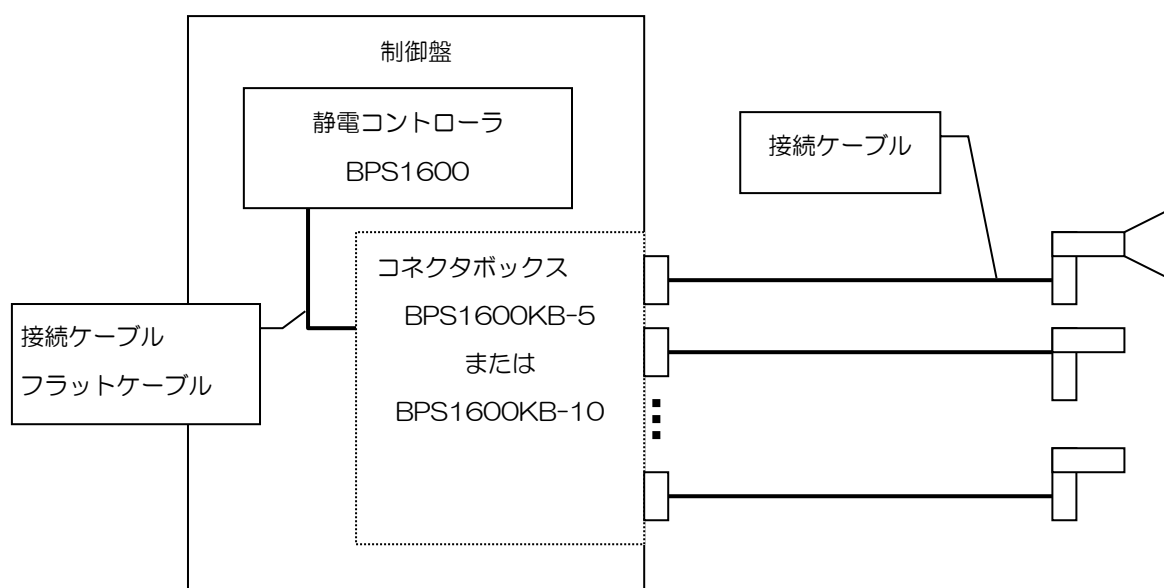 制御盤
静電コントローラ
BPS1600
接続ケーブル
コネクタボックス
BPS1600KB-5
または
BPS1600KB-10
接続ケーブル
フラットケーブル